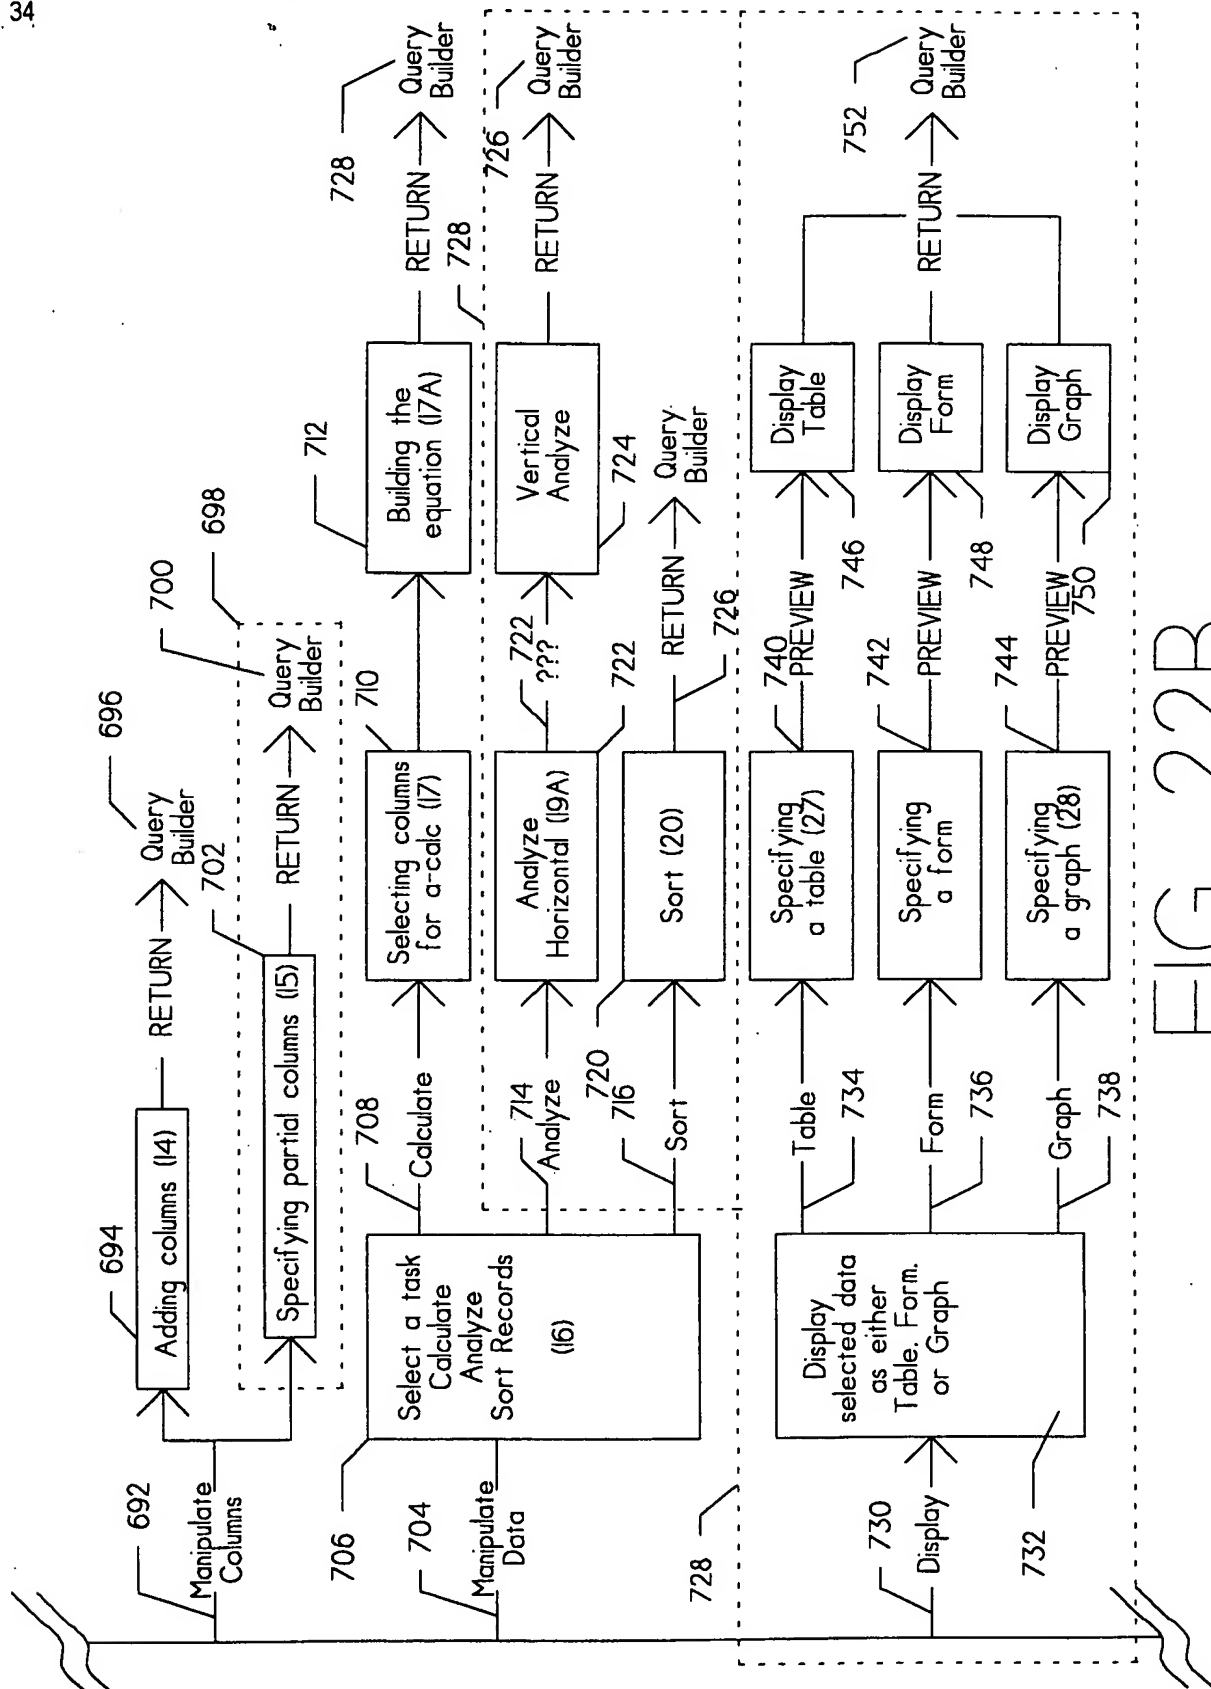 34
692
Manipulate
Columns
694
Adding columns (14)
RETURN
696
Query
Builder
702
Specifying partial columns (15)
RETURN
700
698
Query
Builder
704
Manipulate
Data
706
Select a task
Calculate
Analyze
Sort Records
(16)
708
Calculate
710
Selecting columns
for a-calc (17)
712
Building the
equation (17A)
RETURN
728
Query
Builder
714
Analyze
Analyze
Horizontal (19A)
722
722
???
Vertical
Analyze
724
728
RETURN
726
Query
Builder
716
Sort
720
Sort (20)
726
RETURN
Query
Builder
728
730
Display
732
Display
selected data
as either
Table. Form.
or Graph
734
Table
Specifying
a table (27)
740
PREVIEW
746
Display
Table
736
Form
Specifying
a form
742
PREVIEW
748
Display
Form
738
Graph
Specifying
a graph (28)
744
PREVIEW
750
Display
Graph
RETURN
752
Query
Builder
FIG 22B